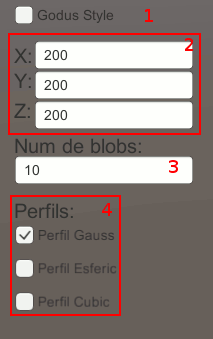 Godus Style 1
2
X: 200
Y: 200
Z: 200
Num de blobs:
10 3
Perfils: 4
Perfil Gauss
Perfil Esferic
Perfil Cubic